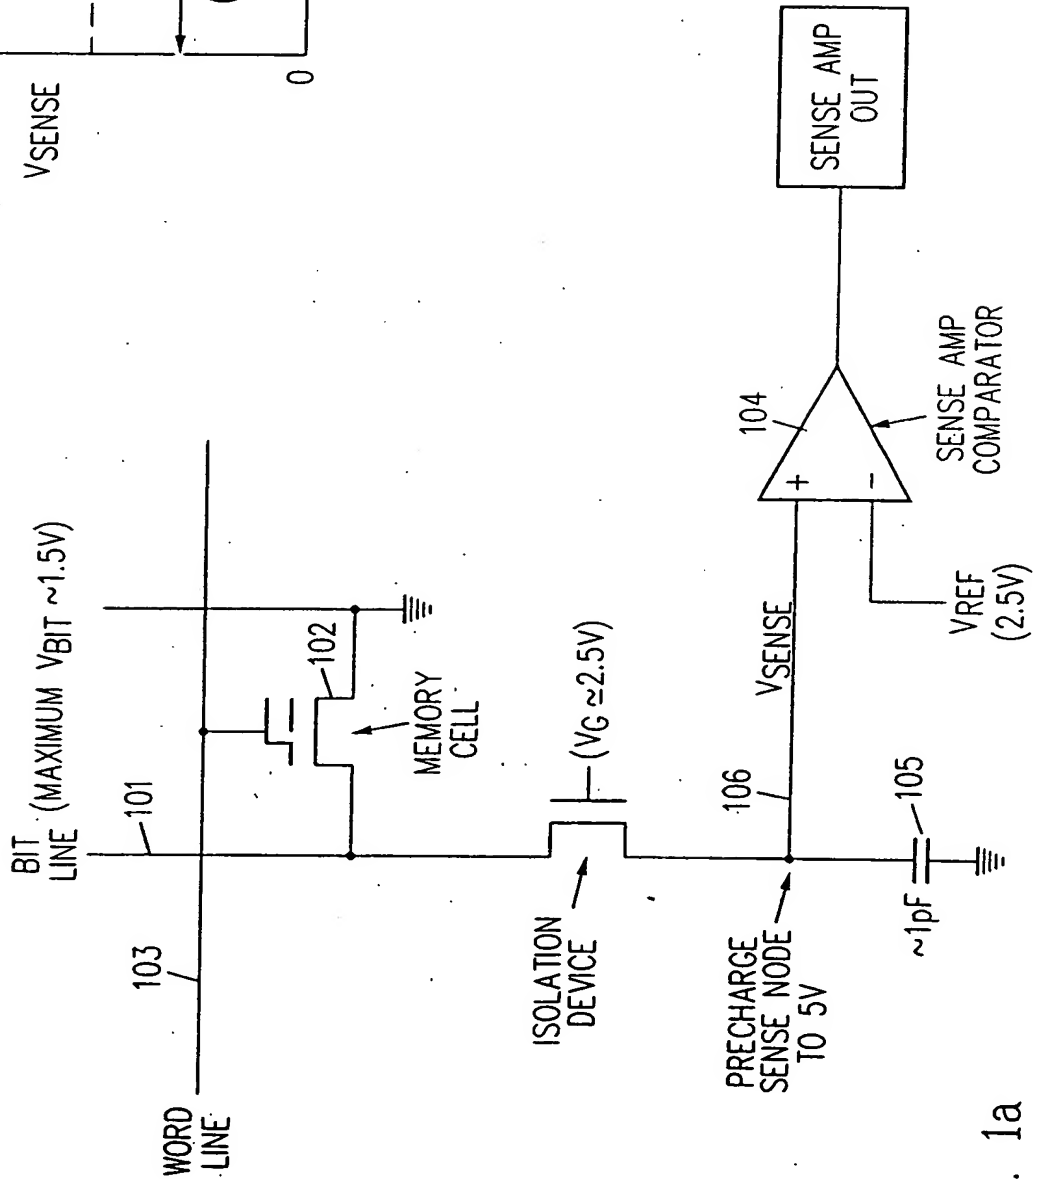 VSENSE
0
BIT
LINE (MAXIMUM VBIT ~1.5V)
101
WORD
LINE
103
102
MEMORY
CELL
ISOLATION
DEVICE
(VG ≃2.5V)
PRECHARGE
SENSE NODE
TO 5V
106
VSENSE
~1pF
105
VREF
(2.5V)
+
−
104
SENSE AMP
COMPARATOR
SENSE AMP
OUT
. 1a